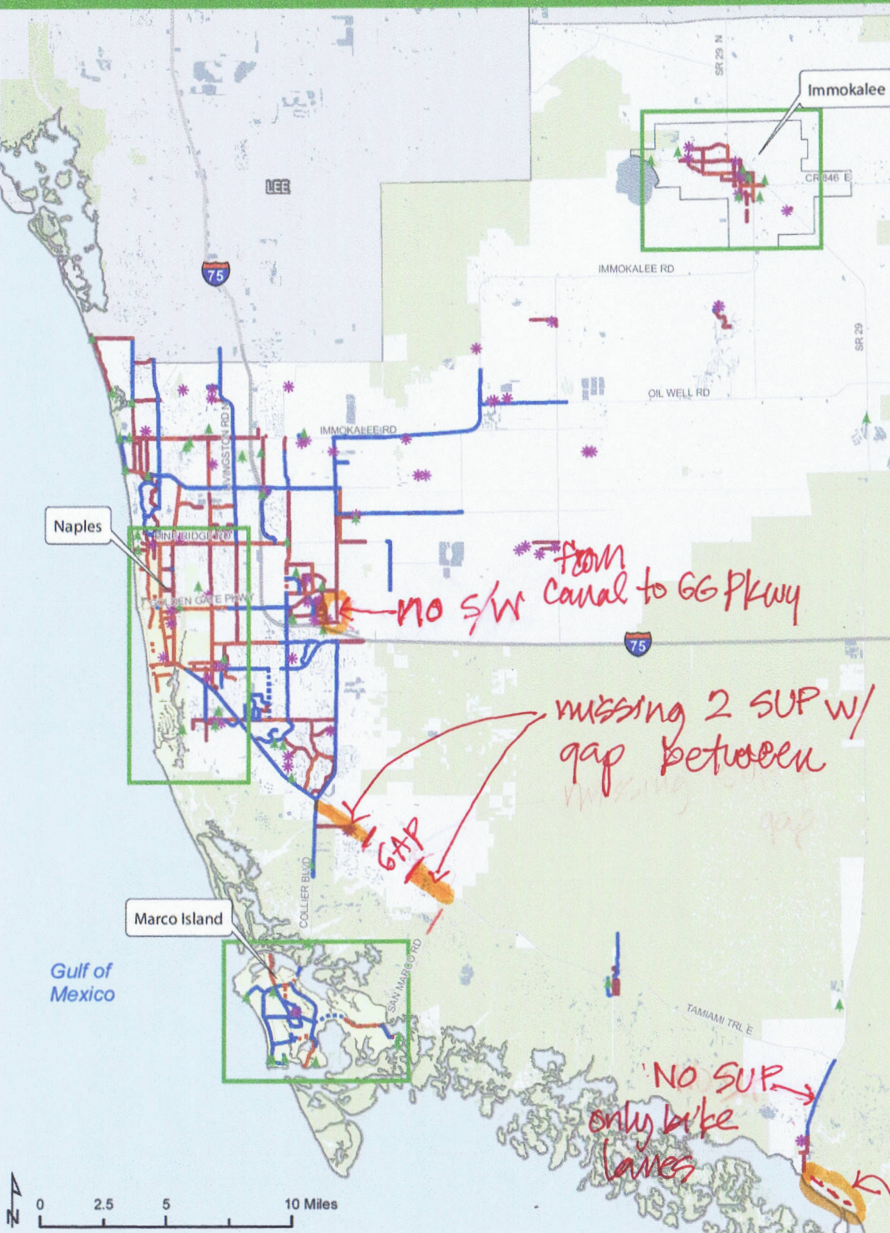 SR 29 N
Immokalee
LEE
CR 846 E
75
IMMOKALEE RD
SR 29
OIL WELL RD
LIVINGSTON RD N
IMMOKALEE RD
Naples
PINE RIDGE RD
GOLDEN GATE PKWY
from
no S/W canal to GG Pkwy
75
missing 2 SUP w/
gap between
missing
gap
GAP
COLLIER BLVD
Marco Island
SAN MARCO RD
Gulf of
Mexico
TAMIAMI TRL E
NO SUP
only bike
lanes
N
0 2.5 5 10 Miles